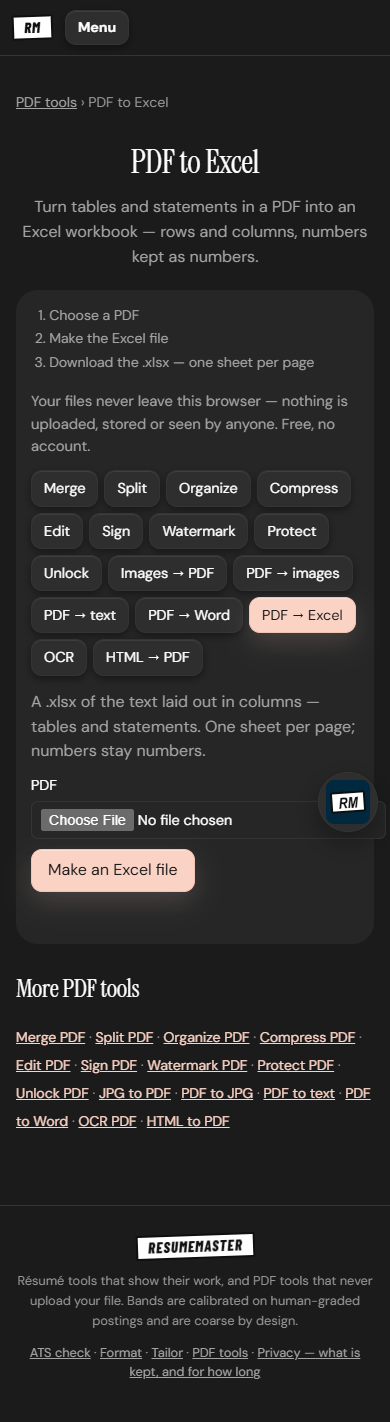 RM
Menu
PDF tools › PDF to Excel
PDF to Excel
Turn tables and statements in a PDF into an
Excel workbook — rows and columns, numbers
kept as numbers.
1. Choose a PDF
2. Make the Excel file
3. Download the .xlsx — one sheet per page
Your files never leave this browser — nothing is
uploaded, stored or seen by anyone. Free, no
account.
Merge Split Organize Compress
Edit Sign Watermark Protect
Unlock Images → PDF PDF → images
PDF → text PDF → Word PDF → Excel
OCR HTML → PDF
A .xlsx of the text laid out in columns —
tables and statements. One sheet per page;
numbers stay numbers.
PDF
Choose File No file chosen
RM
Make an Excel file
More PDF tools
Merge PDF · Split PDF · Organize PDF · Compress PDF ·
Edit PDF · Sign PDF · Watermark PDF · Protect PDF ·
Unlock PDF · JPG to PDF · PDF to JPG · PDF to text · PDF
to Word · OCR PDF · HTML to PDF
RESUMEMASTER
Résumé tools that show their work, and PDF tools that never
upload your file. Bands are calibrated on human-graded
postings and are coarse by design.
ATS check · Format · Tailor · PDF tools · Privacy — what is
kept, and for how long